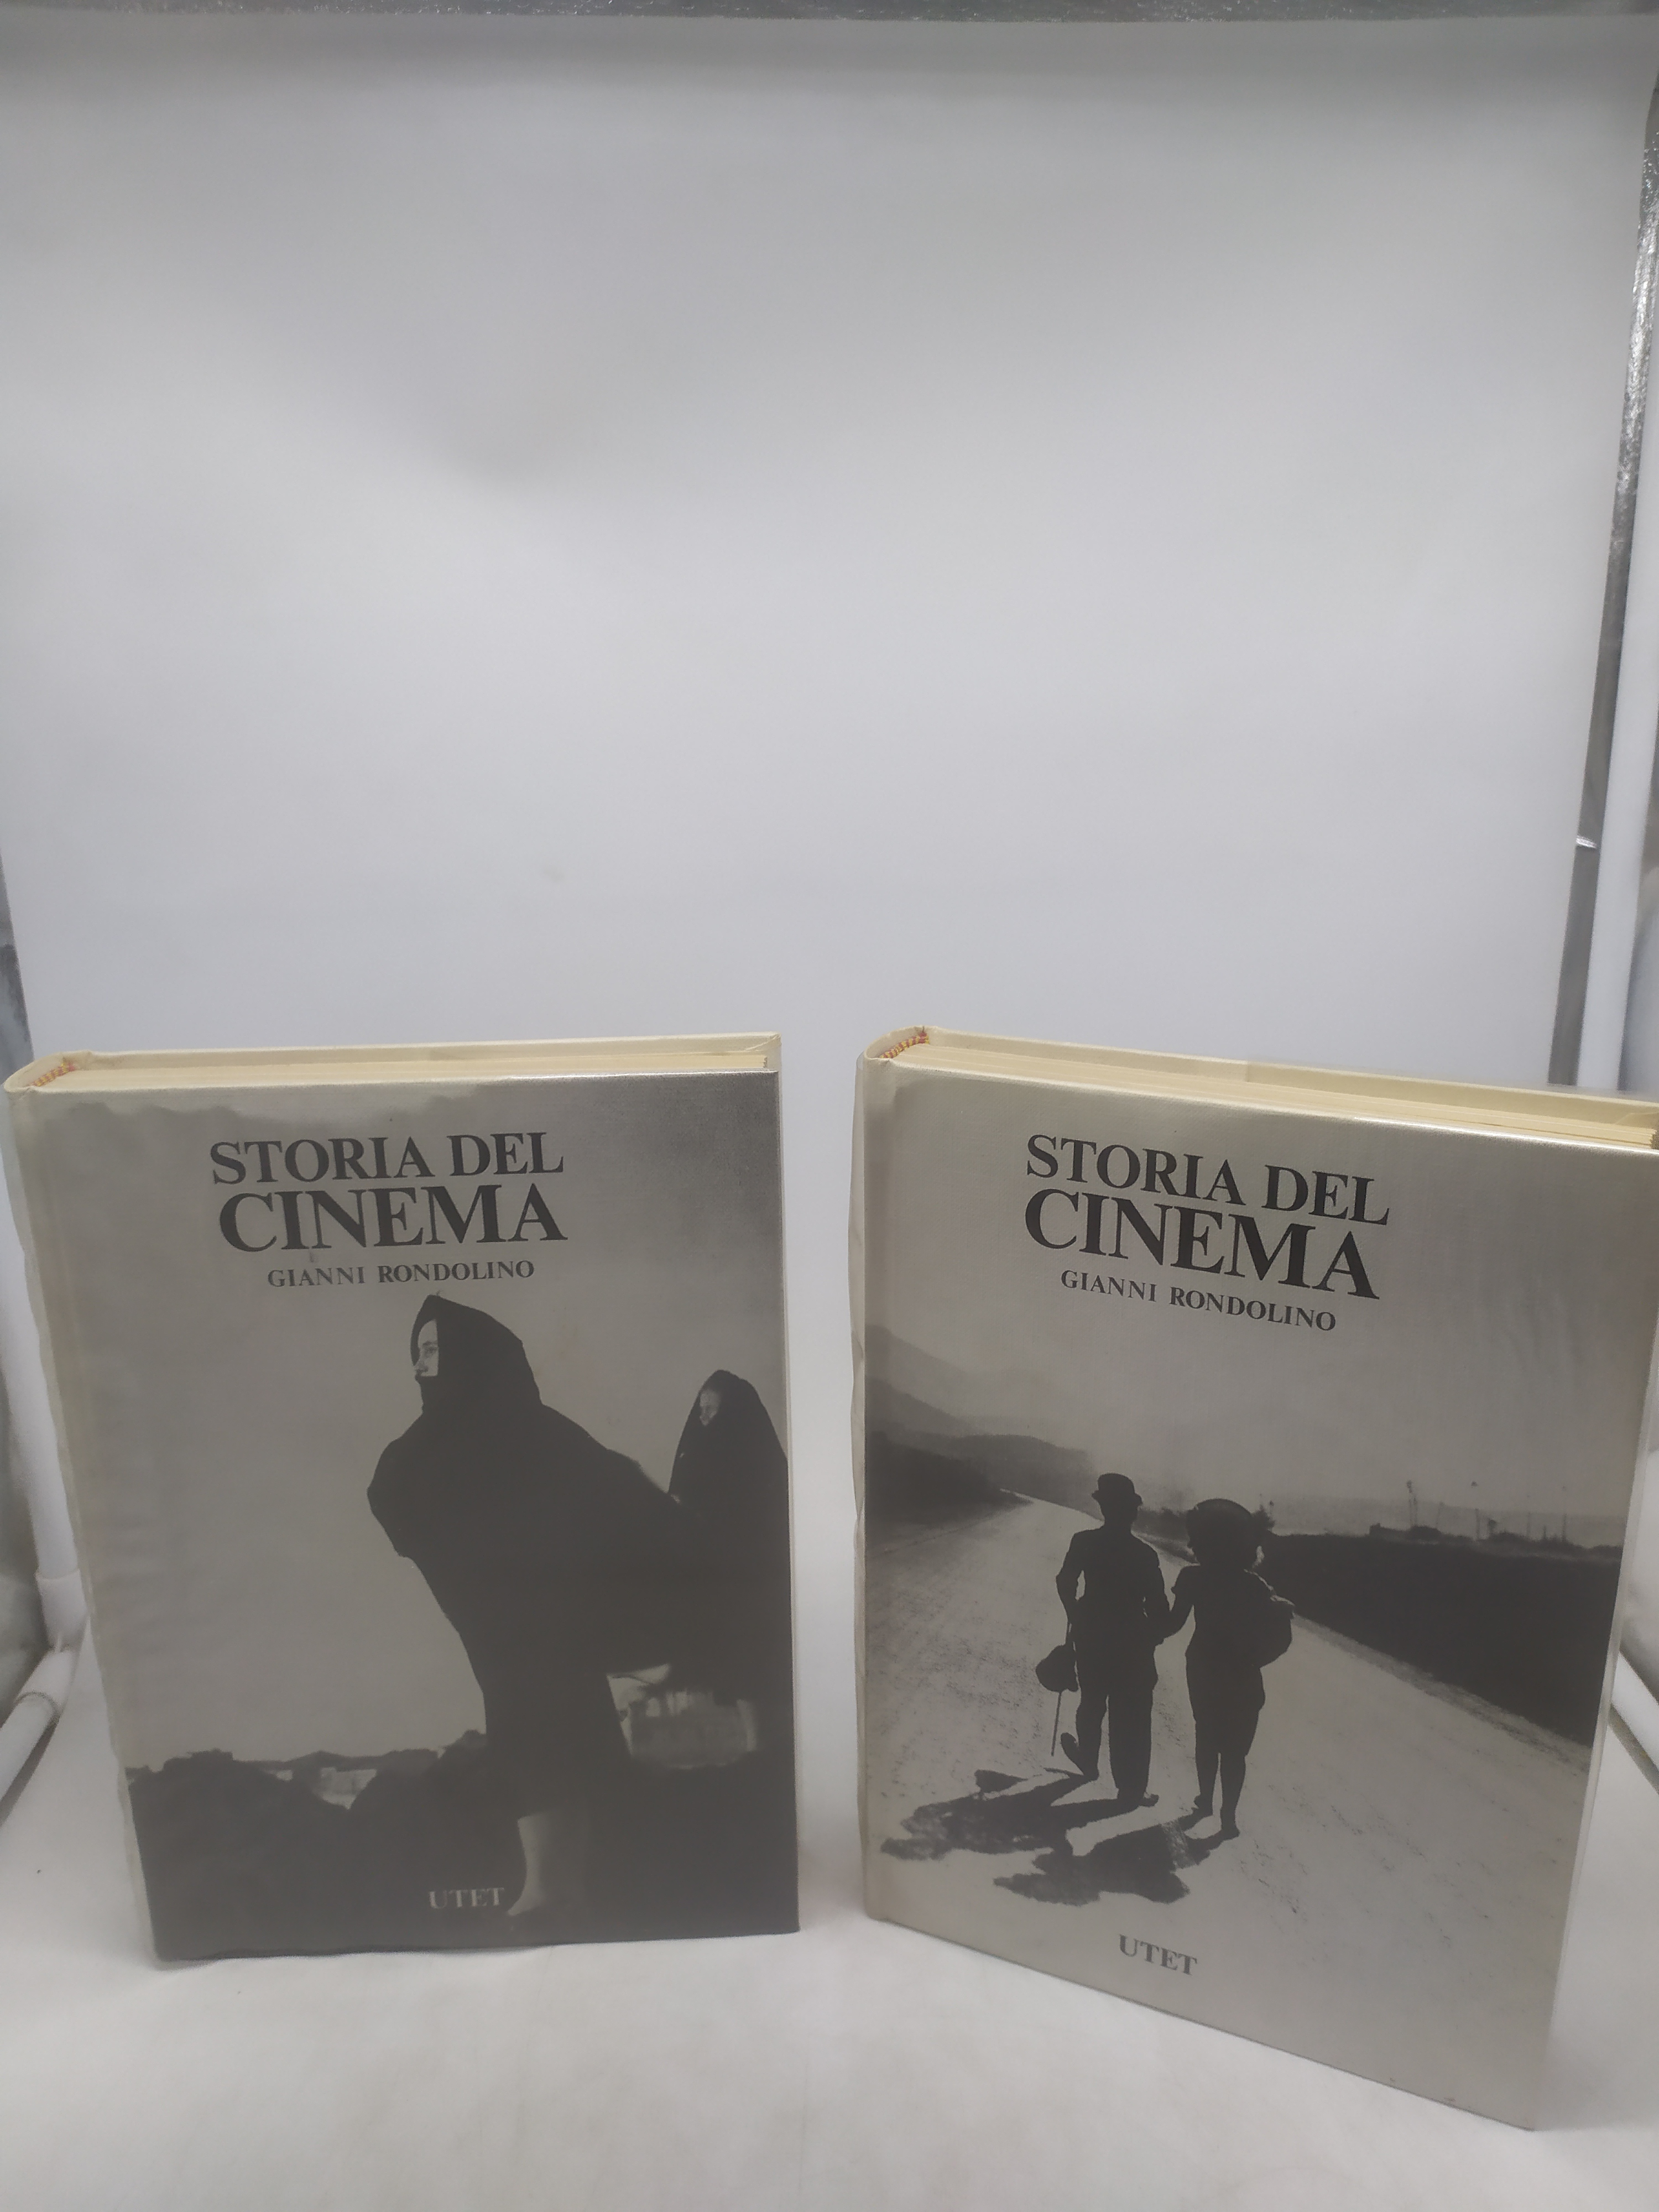 STORIA DEL
CINEMA
GIANNI RONDOLINO
UTET
STORIA DEL
CINEMA
GIANNI RONDOLINO
UTET